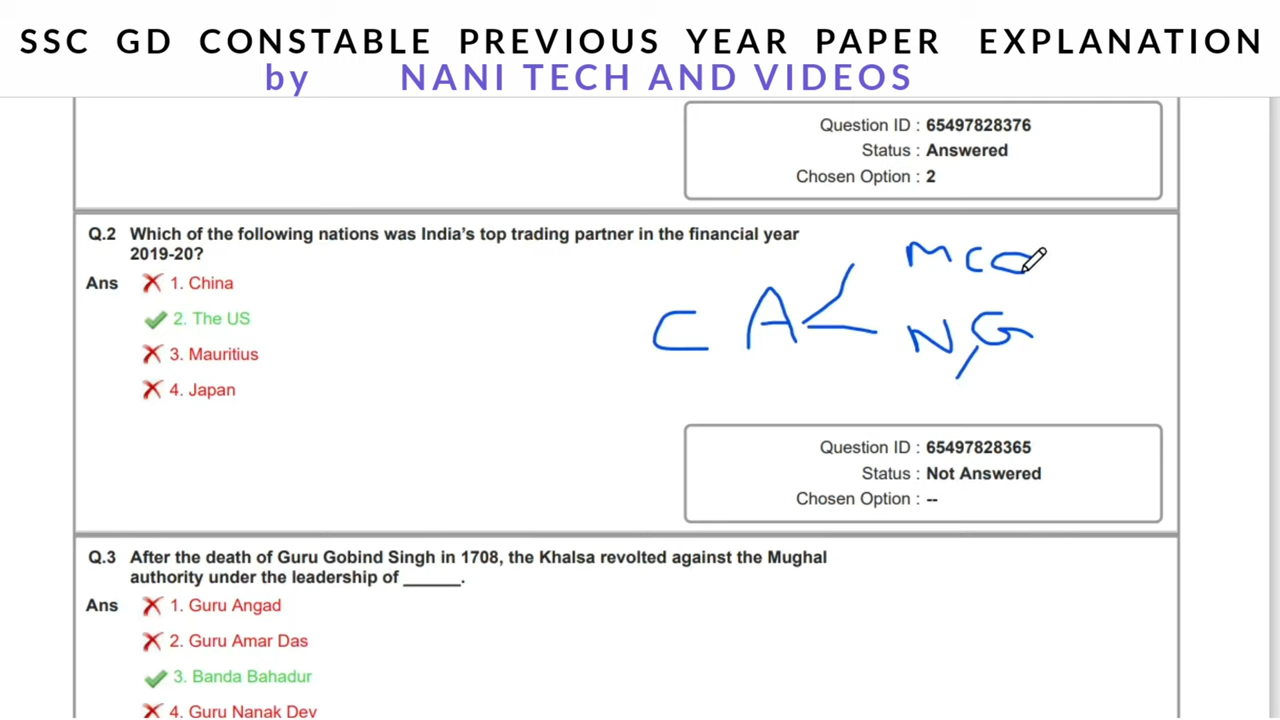 SSC GD CONSTABLE PREVIOUS YEAR PAPER EXPLANATION
by NANI TECH AND VIDEOS
Question ID : 65497828376
Status : Answered
Chosen Option : 2
Q.2 Which of the following nations was India's top trading partner in the financial year
2019-20?
Ans 1. China
2. The US
3. Mauritius
4. Japan
MC
C A N, G
Question ID : 65497828365
Status : Not Answered
Chosen Option : --
Q.3 After the death of Guru Gobind Singh in 1708, the Khalsa revolted against the Mughal
authority under the leadership of ______.
Ans 1. Guru Angad
2. Guru Amar Das
3. Banda Bahadur
4. Guru Nanak Dev